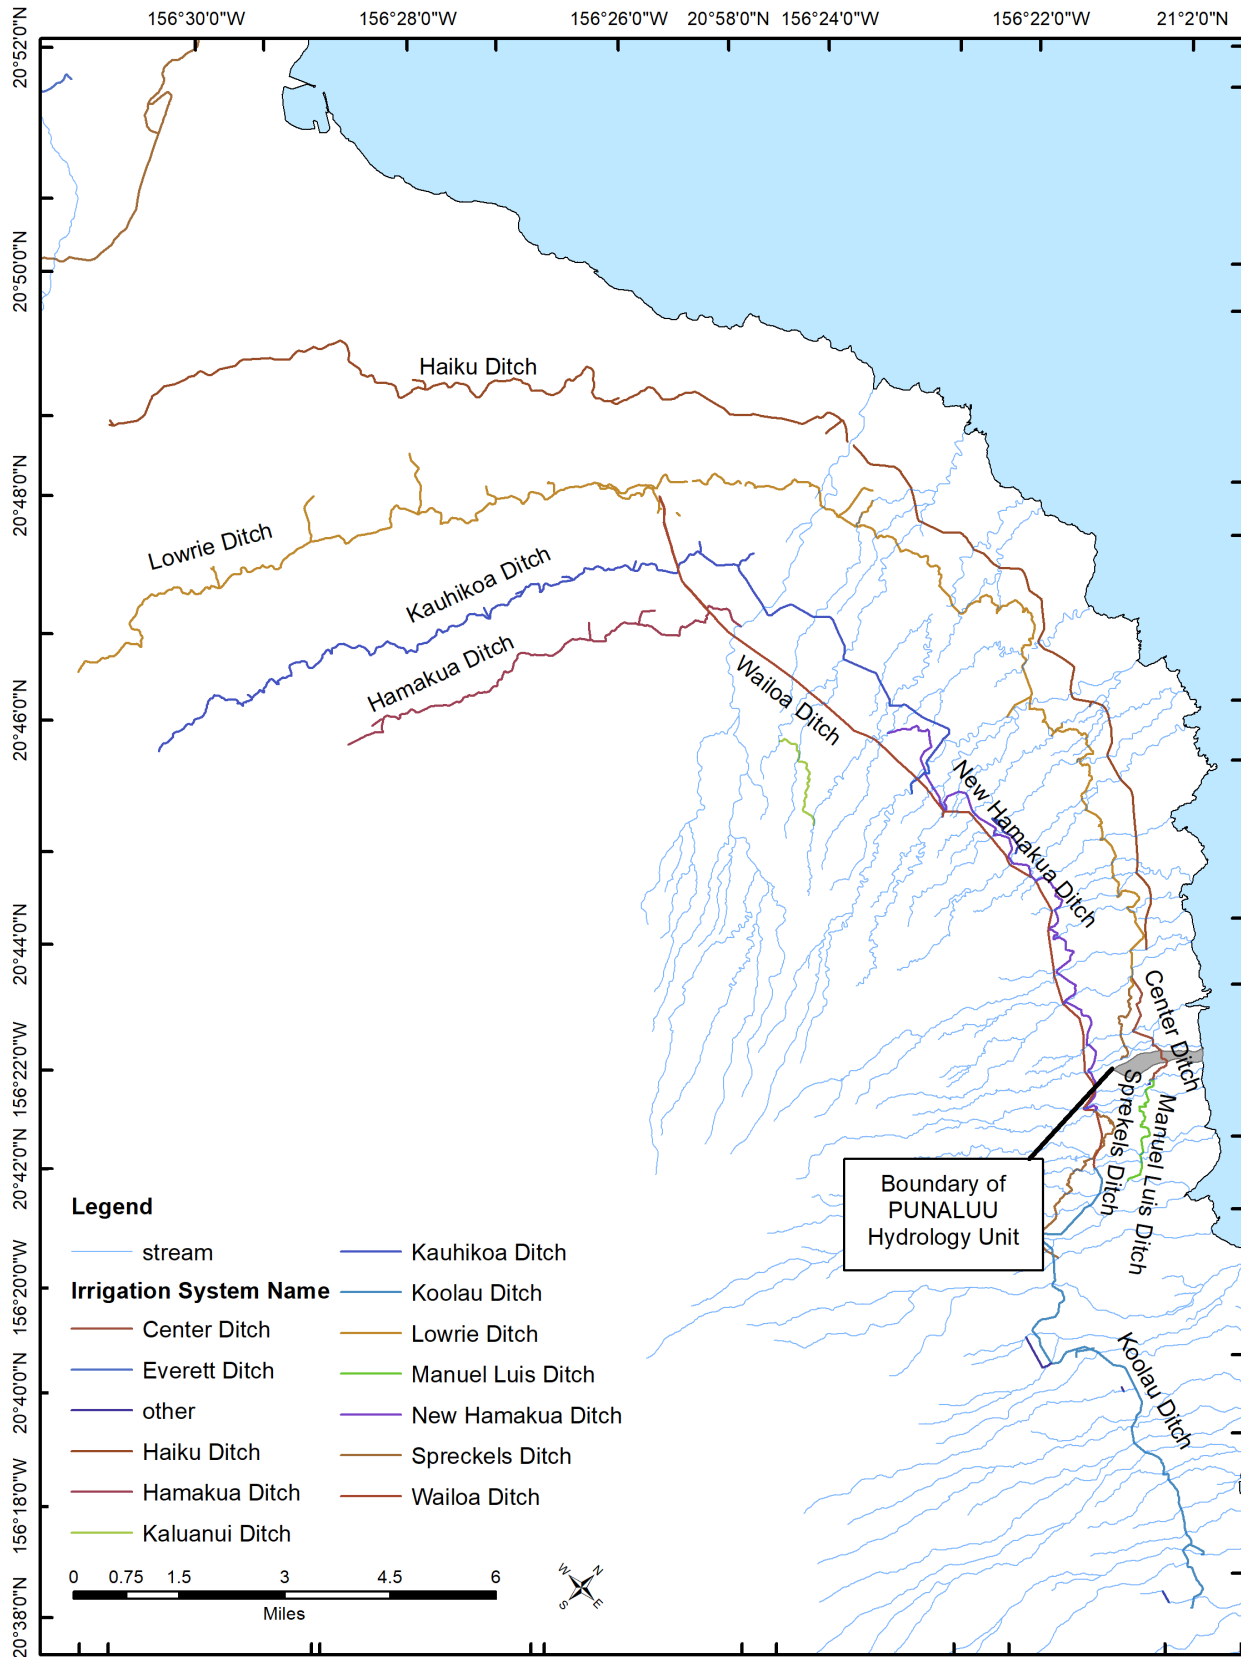 156°30'0"W
156°28'0"W
156°26'0"W
20°58'0"N
156°24'0"W
156°22'0"W
21°2'0"N
20°52'0"N
20°50'0"N
20°48'0"N
20°46'0"N
20°44'0"N
156°22'0"W
20°42'0"N
156°20'0"W
20°40'0"N
156°18'0"W
20°38'0"N
Haiku Ditch
Lowrie Ditch
Kauhikoa Ditch
Hamakua Ditch
Wailoa Ditch
New Hamakua Ditch
Center Ditch
Sprekels Ditch
Manuel Luis Ditch
Koolau Ditch
Boundary of
PUNALUU
Hydrology Unit
Legend
stream
Irrigation System Name
Center Ditch
Everett Ditch
other
Haiku Ditch
Hamakua Ditch
Kaluanui Ditch
Kauhikoa Ditch
Koolau Ditch
Lowrie Ditch
Manuel Luis Ditch
New Hamakua Ditch
Spreckels Ditch
Wailoa Ditch
0 0.75 1.5 3 4.5 6
Miles
W N
S E